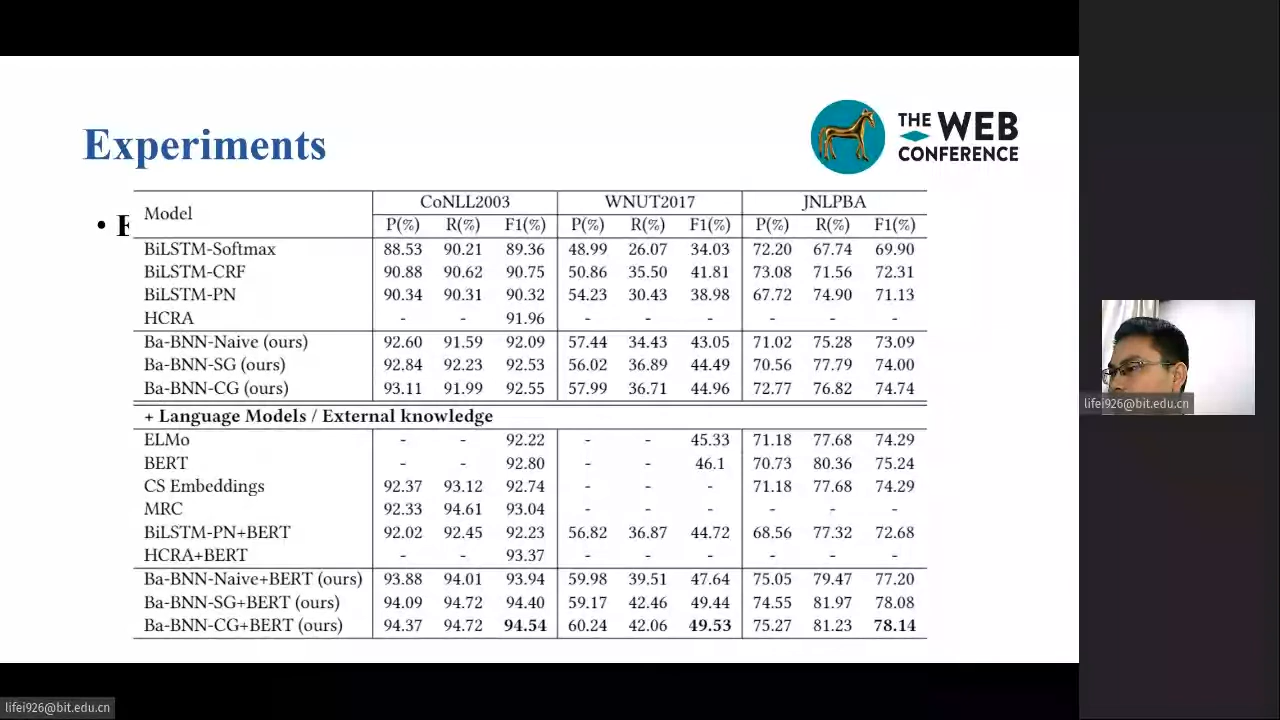 Experiments
THE WEB
CONFERENCE
Model CoNLL2003 WNUT2017 JNLPBA
P(%) R(%) F1(%) P(%) R(%) F1(%) P(%) R(%) F1(%)
BiLSTM-Softmax 88.53 90.21 89.36 48.99 26.07 34.03 72.20 67.74 69.90
BiLSTM-CRF 90.88 90.62 90.75 50.86 35.50 41.81 73.08 71.56 72.31
BiLSTM-PN 90.34 90.31 90.32 54.23 30.43 38.98 67.72 74.90 71.13
HCRA - - 91.96 - - - - - -
Ba-BNN-Naive (ours) 92.60 91.59 92.09 57.44 34.43 43.05 71.02 75.28 73.09
Ba-BNN-SG (ours) 92.84 92.23 92.53 56.02 36.89 44.49 70.56 77.79 74.00
Ba-BNN-CG (ours) 93.11 91.99 92.55 57.99 36.71 44.96 72.77 76.82 74.74
+ Language Models / External knowledge
ELMo - - 92.22 - - 45.33 71.18 77.68 74.29
BERT - - 92.80 - - 46.1 70.73 80.36 75.24
CS Embeddings 92.37 93.12 92.74 - - - 71.18 77.68 74.29
MRC 92.33 94.61 93.04 - - - - - -
BiLSTM-PN+BERT 92.02 92.45 92.23 56.82 36.87 44.72 68.56 77.32 72.68
HCRA+BERT - - 93.37 - - - - - -
Ba-BNN-Naive+BERT (ours) 93.88 94.01 93.94 59.98 39.51 47.64 75.05 79.47 77.20
Ba-BNN-SG+BERT (ours) 94.09 94.72 94.40 59.17 42.46 49.44 74.55 81.97 78.08
Ba-BNN-CG+BERT (ours) 94.37 94.72 94.54 60.24 42.06 49.53 75.27 81.23 78.14
lifei926@bit.edu.cn
lifei926@bit.edu.cn